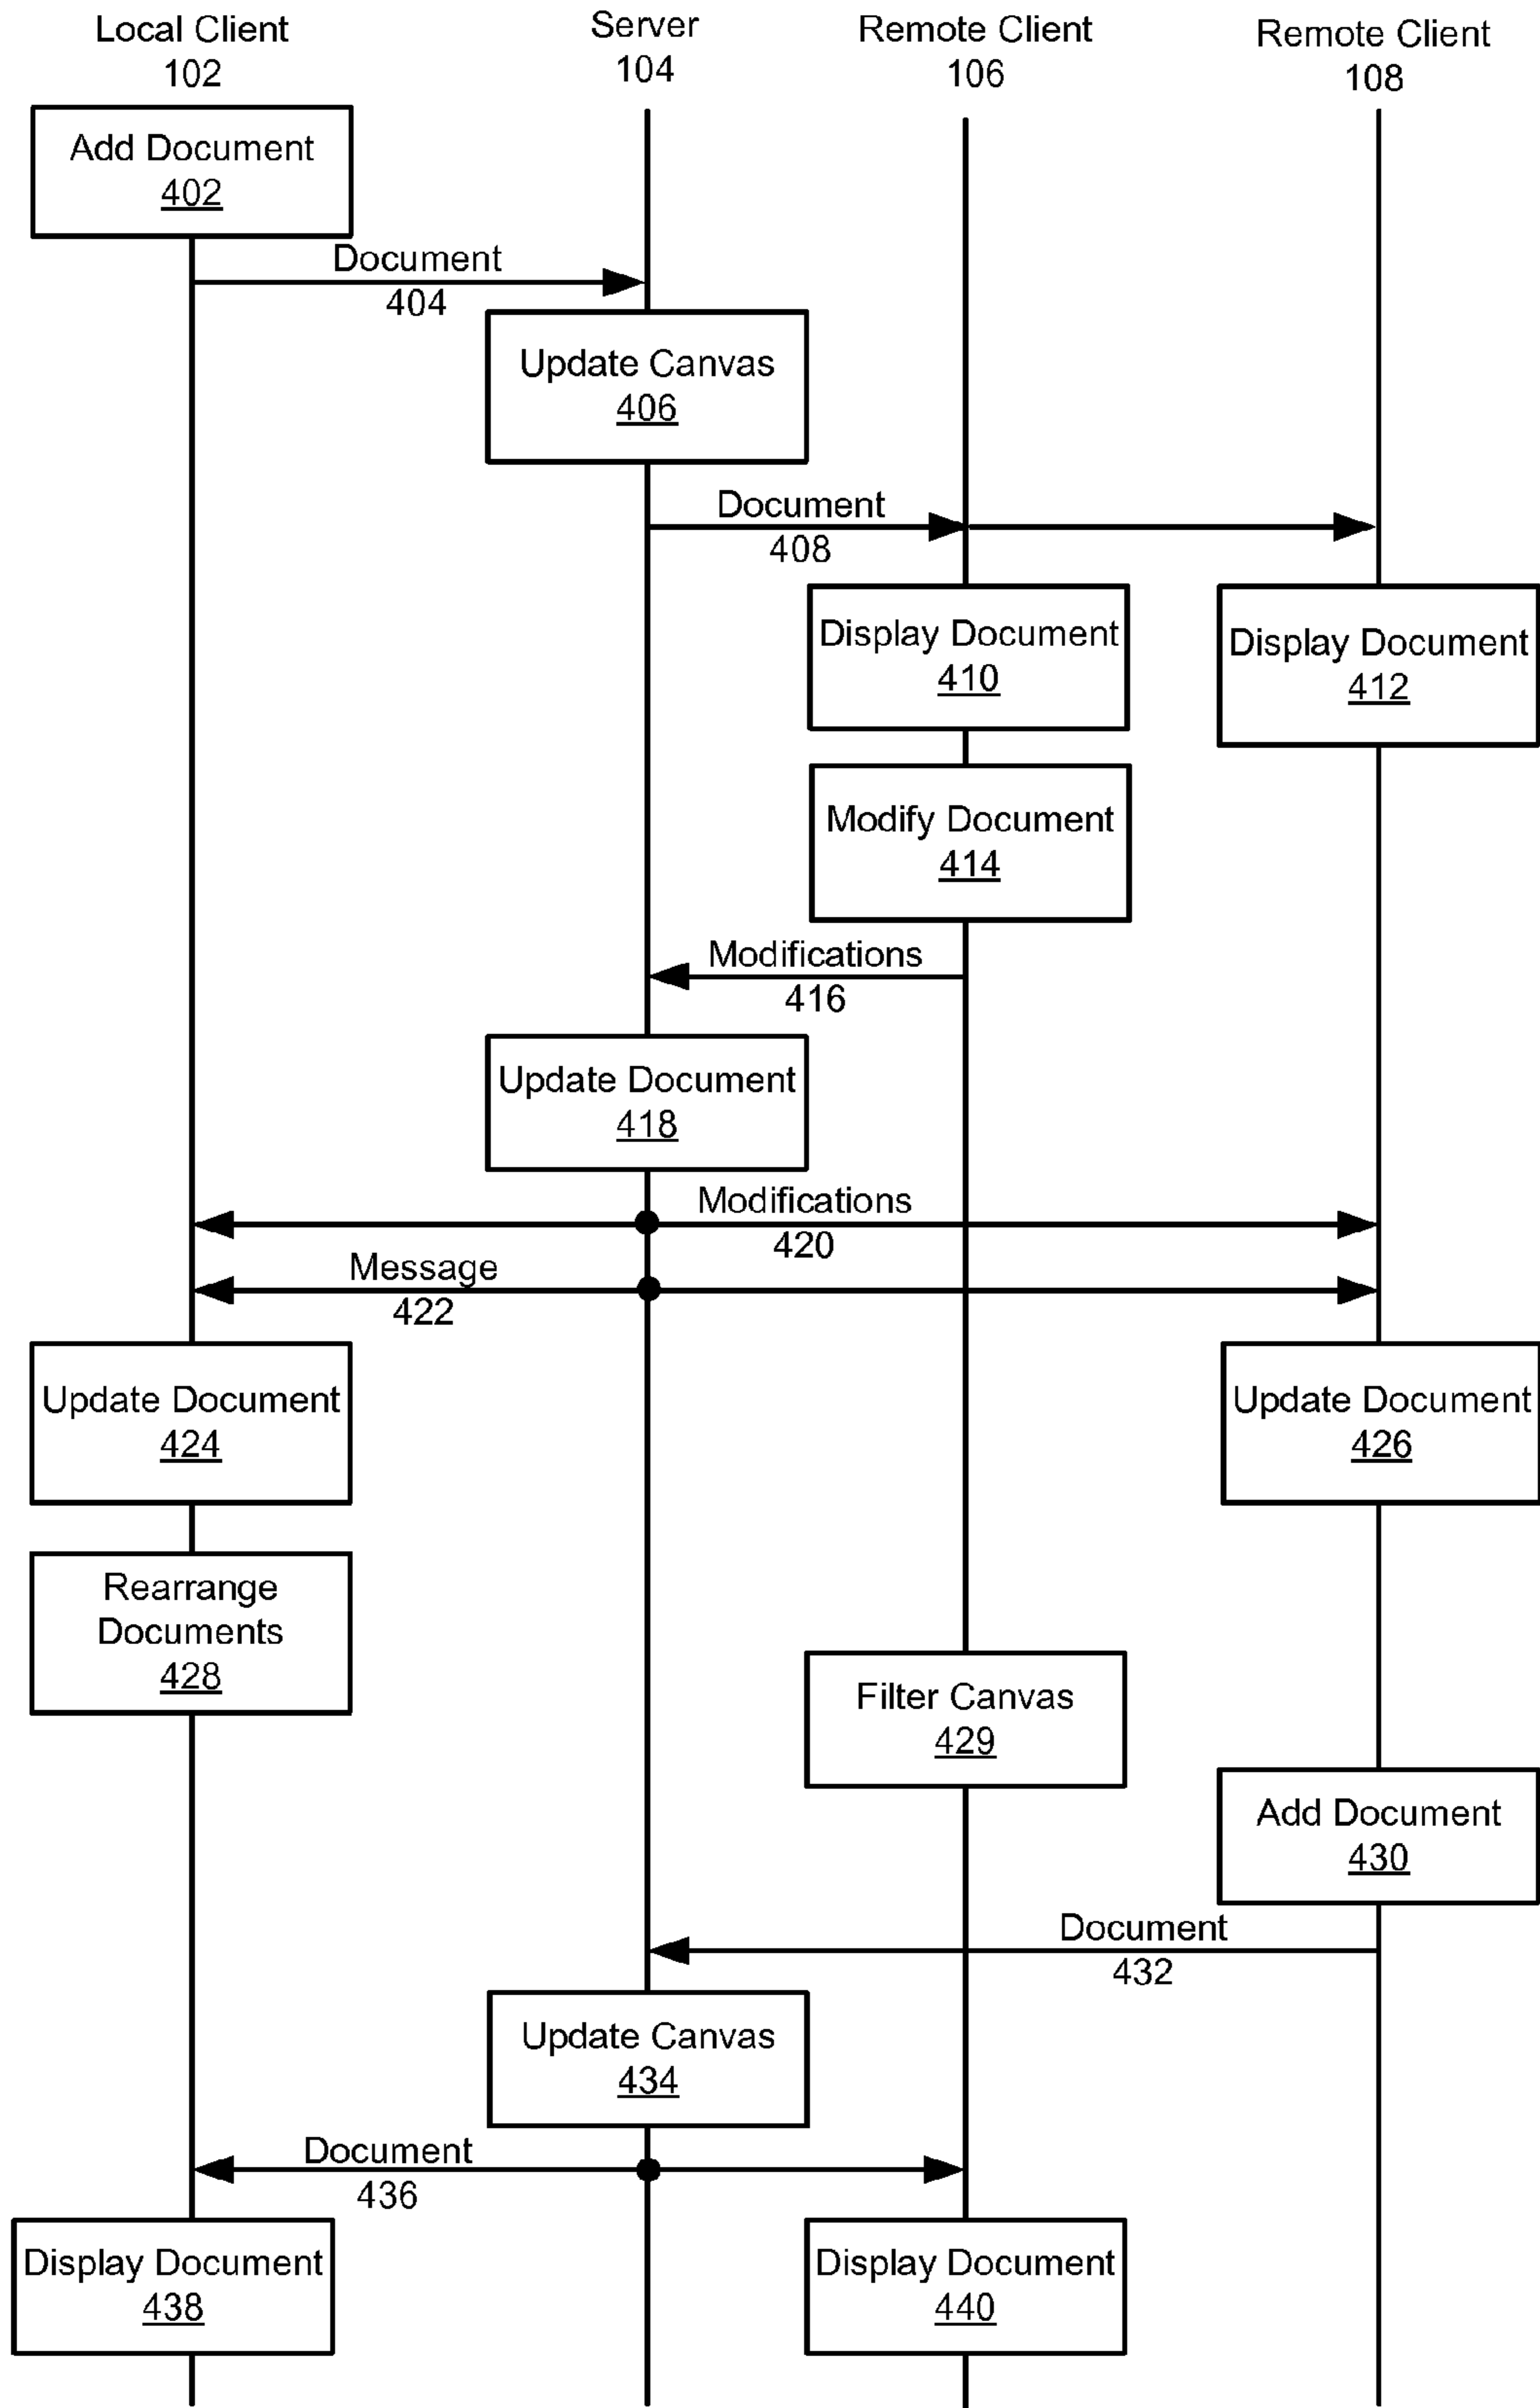 Local Client
102
Server
104
Remote Client
106
Remote Client
108
Add Document
402
Document
404
Update Canvas
406
Document
408
Display Document
410
Display Document
412
Modify Document
414
Modifications
416
Update Document
418
Modifications
420
Message
422
Update Document
424
Update Document
426
Rearrange
Documents
428
Filter Canvas
429
Add Document
430
Document
432
Update Canvas
434
Document
436
Display Document
438
Display Document
440